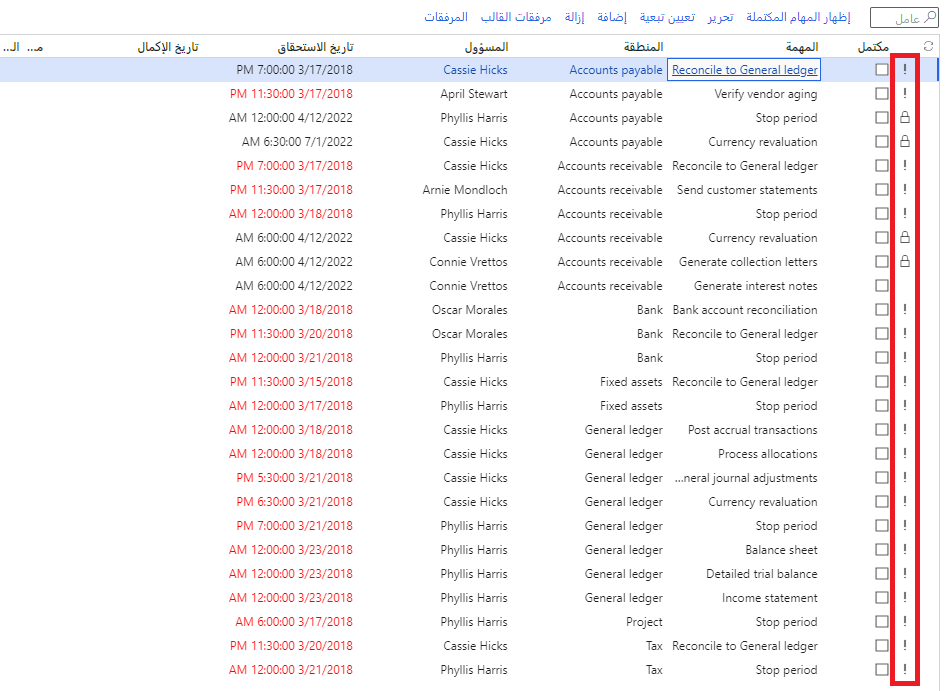 عامل إظهار المهام المكتملة تحرير تعيين تبعية إضافة إزالة مرفقات القالب المرفقات
مكتمل المهمة المنطقة المسؤول تاريخ الاستحقاق تاريخ الإكمال مـ... الـ...
! Reconcile to General ledger Accounts payable Cassie Hicks 3/17/2018 7:00:00 PM
! Verify vendor aging Accounts payable April Stewart 3/17/2018 11:30:00 PM
Stop period Accounts payable Phyllis Harris 4/12/2022 12:00:00 AM
Currency revaluation Accounts payable Cassie Hicks 7/1/2022 6:30:00 AM
! Reconcile to General ledger Accounts receivable Cassie Hicks 3/17/2018 7:00:00 PM
! Send customer statements Accounts receivable Arnie Mondloch 3/17/2018 11:30:00 PM
! Stop period Accounts receivable Phyllis Harris 3/18/2018 12:00:00 AM
Currency revaluation Accounts receivable Cassie Hicks 4/12/2022 6:00:00 AM
Generate collection letters Accounts receivable Connie Vrettos 4/12/2022 6:00:00 AM
Generate interest notes Accounts receivable Connie Vrettos 4/12/2022 6:00:00 AM
! Bank account reconciliation Bank Oscar Morales 3/18/2018 12:00:00 AM
! Reconcile to General ledger Bank Oscar Morales 3/20/2018 11:30:00 PM
! Stop period Bank Phyllis Harris 3/21/2018 12:00:00 AM
! Reconcile to General ledger Fixed assets Cassie Hicks 3/15/2018 11:30:00 PM
! Stop period Fixed assets Phyllis Harris 3/17/2018 12:00:00 AM
! Post accrual transactions General ledger Cassie Hicks 3/18/2018 12:00:00 AM
! Process allocations General ledger Cassie Hicks 3/18/2018 12:00:00 AM
! ...neral journal adjustments General ledger Cassie Hicks 3/21/2018 5:30:00 PM
! Currency revaluation General ledger Cassie Hicks 3/21/2018 6:30:00 PM
! Stop period General ledger Phyllis Harris 3/21/2018 7:00:00 PM
! Balance sheet General ledger Phyllis Harris 3/23/2018 12:00:00 AM
! Detailed trial balance General ledger Phyllis Harris 3/23/2018 12:00:00 AM
! Income statement General ledger Phyllis Harris 3/23/2018 12:00:00 AM
! Stop period Project Phyllis Harris 3/17/2018 6:00:00 AM
! Reconcile to General ledger Tax Cassie Hicks 3/20/2018 11:30:00 PM
! Stop period Tax Phyllis Harris 3/21/2018 12:00:00 AM